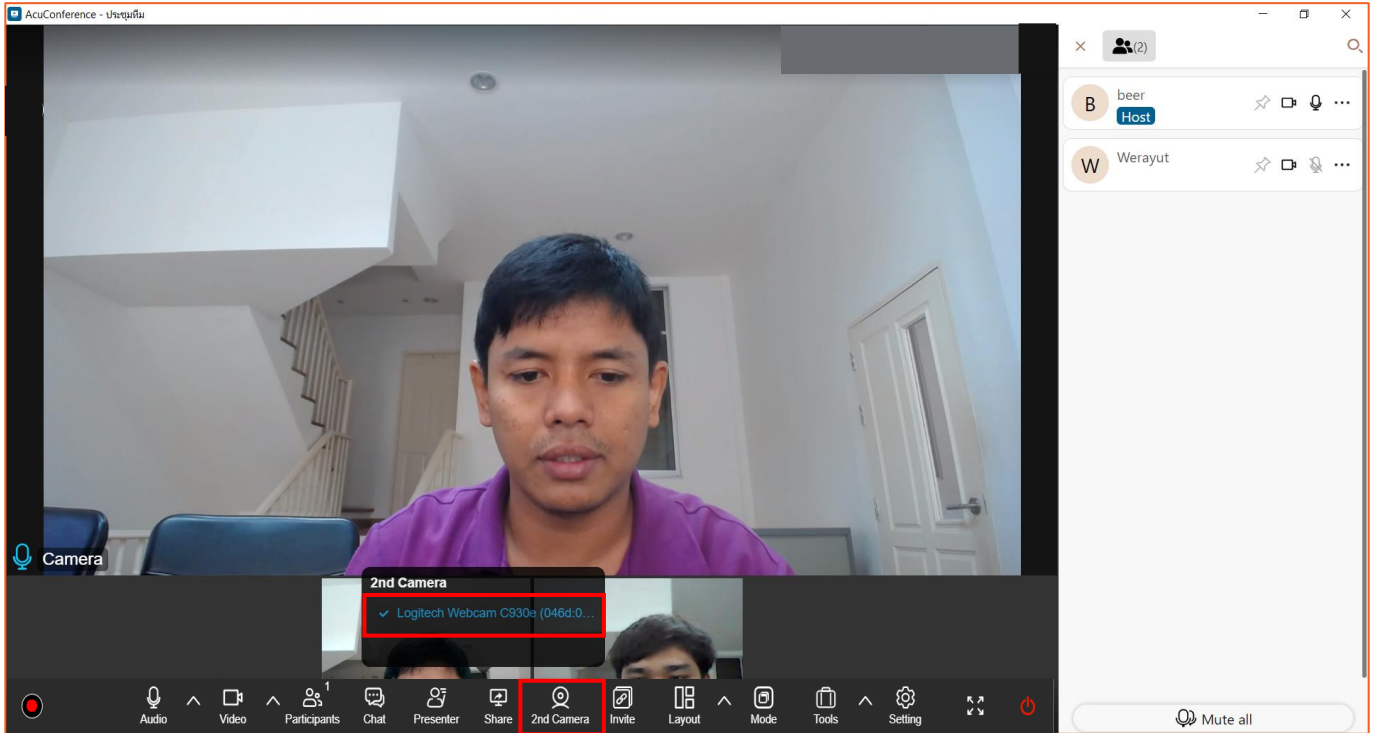 AcuConference - ประชุมทีม
(2)
B
beer
Host
W
Werayut
Camera
2nd Camera
Logitech Webcam C930e (046d:0...
1
Audio
Video
Participants
Chat
Presenter
Share
2nd Camera
Invite
Layout
Mode
Tools
Setting
Mute all